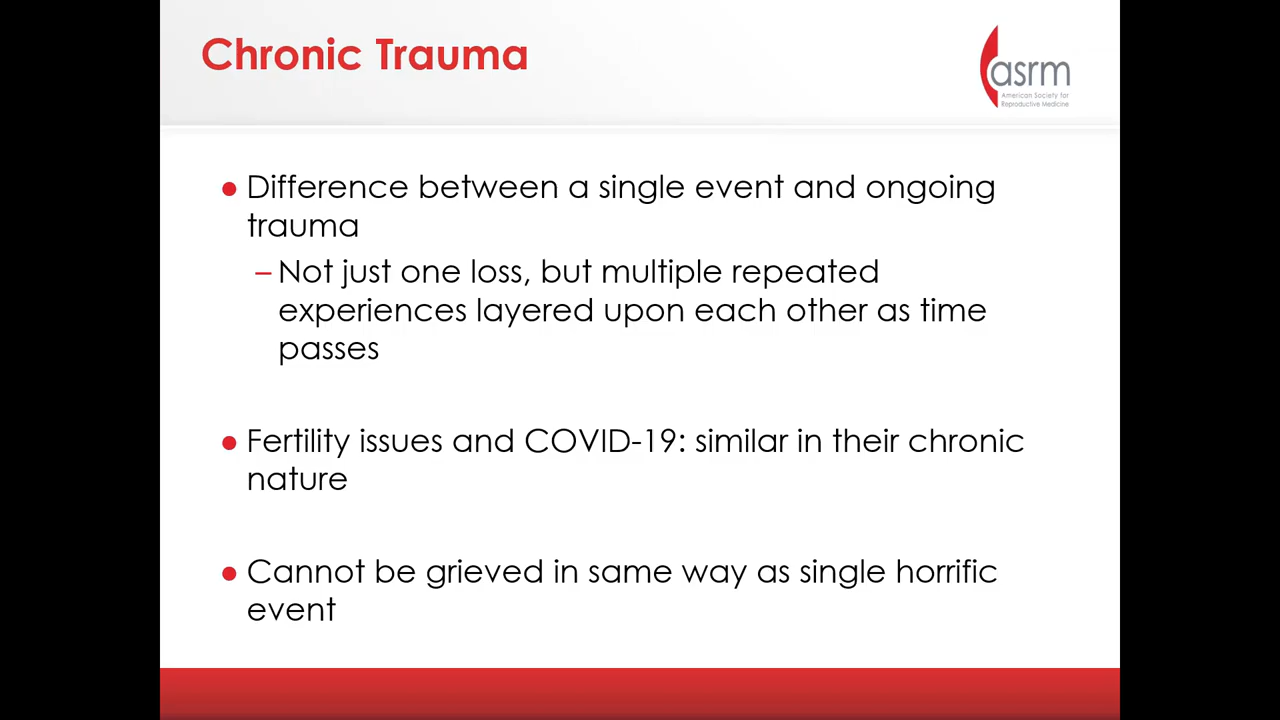 Chronic Trauma
asrm
American Society for
Reproductive Medicine
● Difference between a single event and ongoing
trauma
– Not just one loss, but multiple repeated
experiences layered upon each other as time
passes
● Fertility issues and COVID-19: similar in their chronic
nature
● Cannot be grieved in same way as single horrific
event